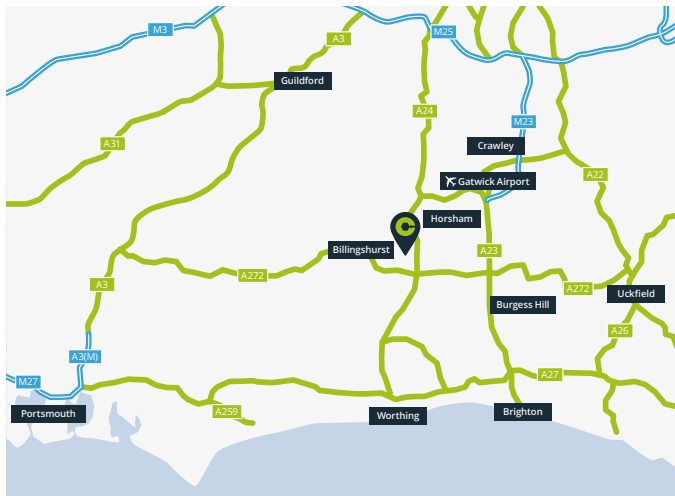 M3
A3
M25
Guildford
A24
M23
A31
Crawley
A22
Gatwick Airport
Horsham
Billingshurst
A23
A272
A3
A272
Uckfield
Burgess Hill
A26
A3(M)
A27
M27
A259
Portsmouth
Worthing
Brighton